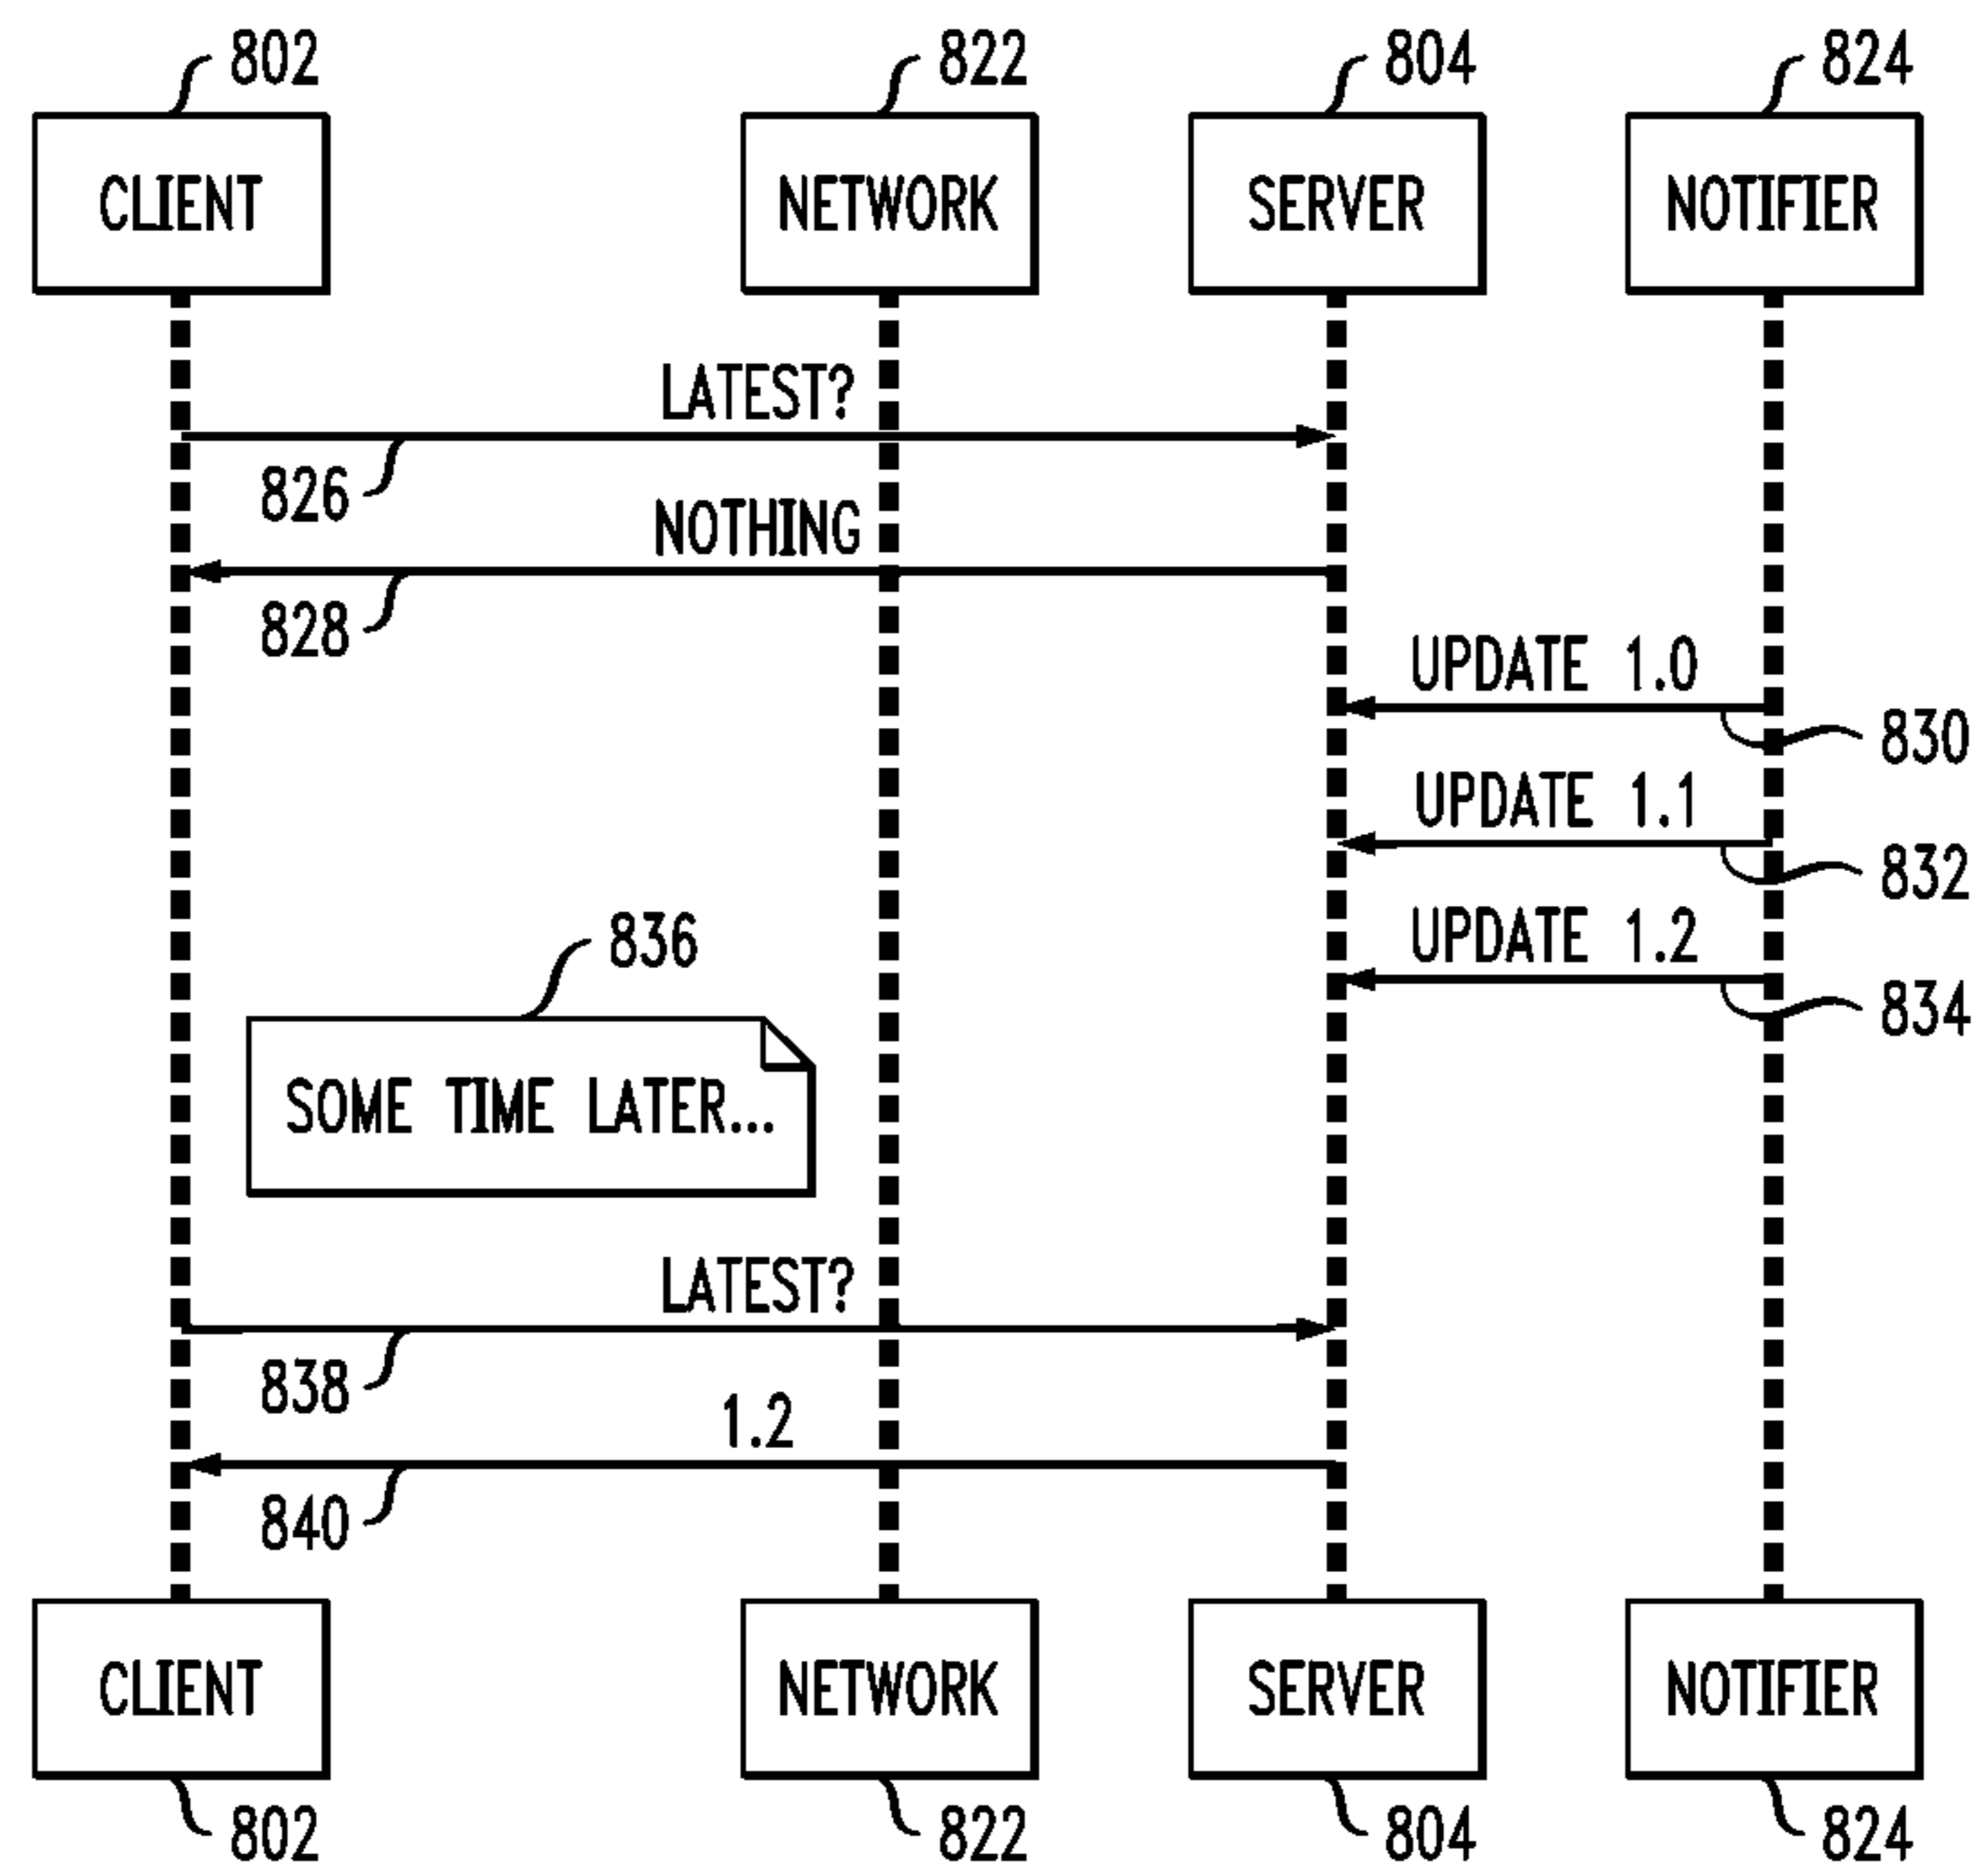 802 822 804 824
CLIENT NETWORK SERVER NOTIFIER
LATEST?
826
NOTHING
828
UPDATE 1.0
830
UPDATE 1.1
832
UPDATE 1.2
834
836
SOME TIME LATER...
LATEST?
838
1.2
840
CLIENT NETWORK SERVER NOTIFIER
802 822 804 824